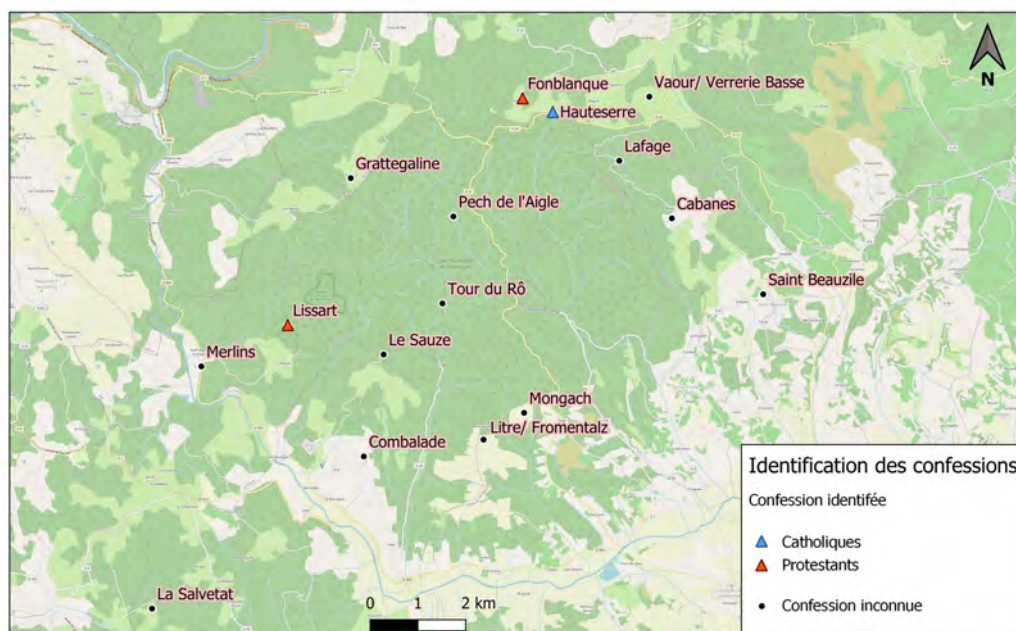 N
Fonblanque
Vaour/ Verrerie Basse
Hauteserre
Lafage
Grattegaline
Pech de l'Aigle
Cabanes
Saint Beauzile
Tour du Rô
Lissart
Le Sauze
Merlins
Mongach
Litre/ Fromentalz
Combalade
La Salvetat
0 1 2 km
Identification des confessions
Confession identifée
Catholiques
Protestants
Confession inconnue